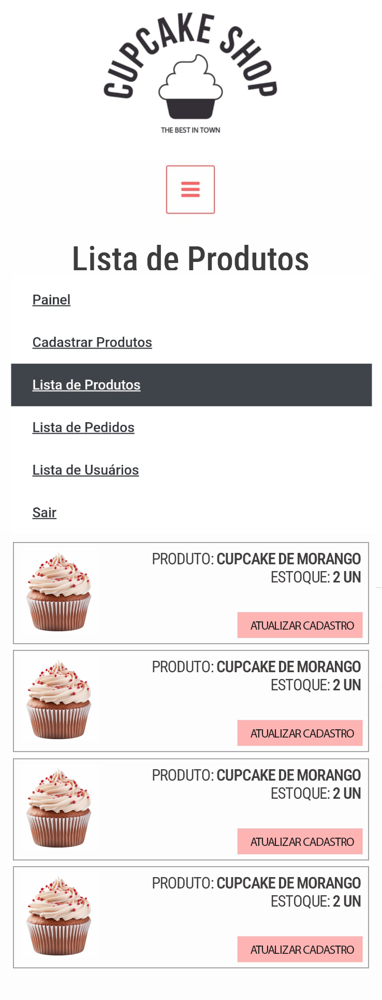 CUPCAKE SHOP
THE BEST IN TOWN
Lista de Produtos
Painel
Cadastrar Produtos
Lista de Produtos
Lista de Pedidos
Lista de Usuários
Sair
PRODUTO: CUPCAKE DE MORANGO
ESTOQUE: 2 UN
ATUALIZAR CADASTRO
PRODUTO: CUPCAKE DE MORANGO
ESTOQUE: 2 UN
ATUALIZAR CADASTRO
PRODUTO: CUPCAKE DE MORANGO
ESTOQUE: 2 UN
ATUALIZAR CADASTRO
PRODUTO: CUPCAKE DE MORANGO
ESTOQUE: 2 UN
ATUALIZAR CADASTRO